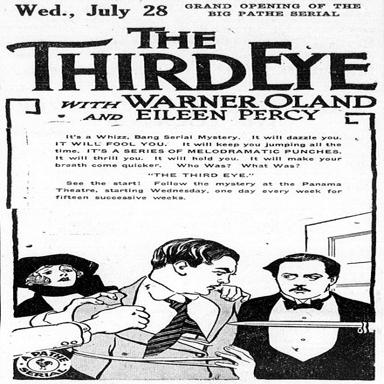 Wed., July 28
GRAND OPENING OF THE
BIG PATHE SERIAL
THE
THIRD EYE
WITH WARNER OLAND
AND EILEEN PERCY
It's a Whizz, Bang Serial Mystery. It will dazzle you.
IT WILL FOOL YOU. It will keep you jumping all the
time. IT'S A SERIES OF MELODRAMATIC PUNCHES.
It will thrill you. It will hold you. It will make your
breath come quicker. Who Was? What Was?
"THE THIRD EYE."
See the start! Follow the mystery at the Panama
Theatre, starting Wednesday, one day every week for
fifteen successive weeks.
A PATHE
SERIAL